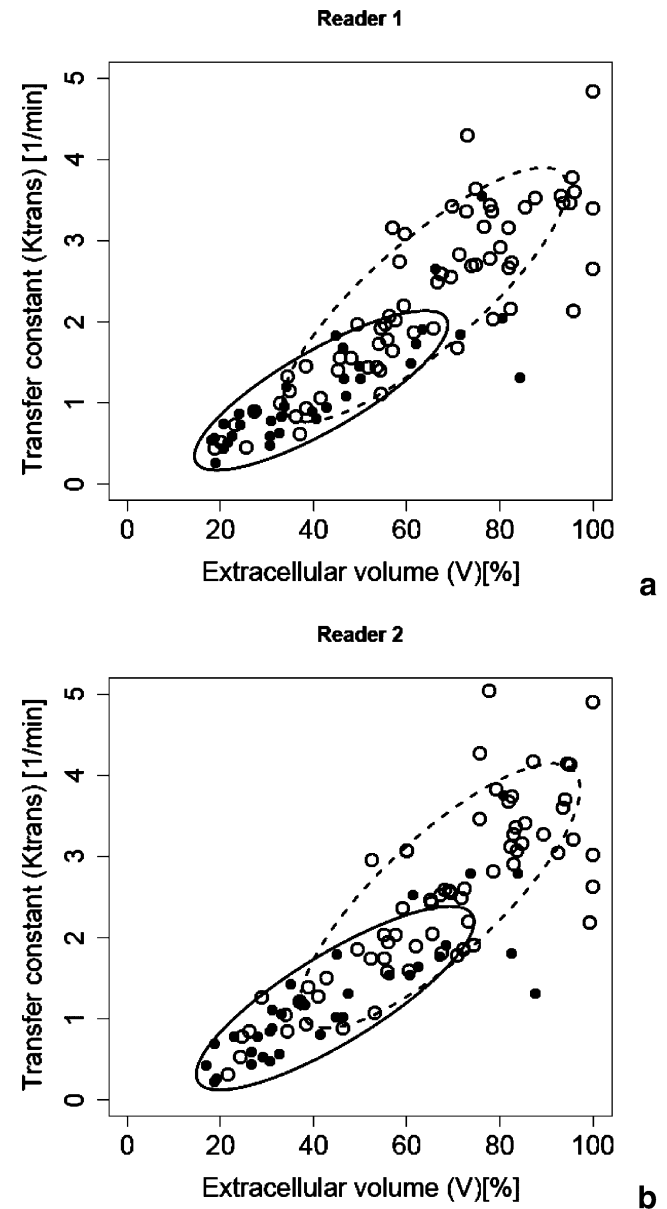 Reader 1
Transfer constant (Ktrans) [1/min]
5
4
3
2
1
0
0 20 40 60 80 100
Extracellular volume (V)[%]
a
Reader 2
Transfer constant (Ktrans) [1/min]
5
4
3
2
1
0
0 20 40 60 80 100
Extracellular volume (V)[%]
b